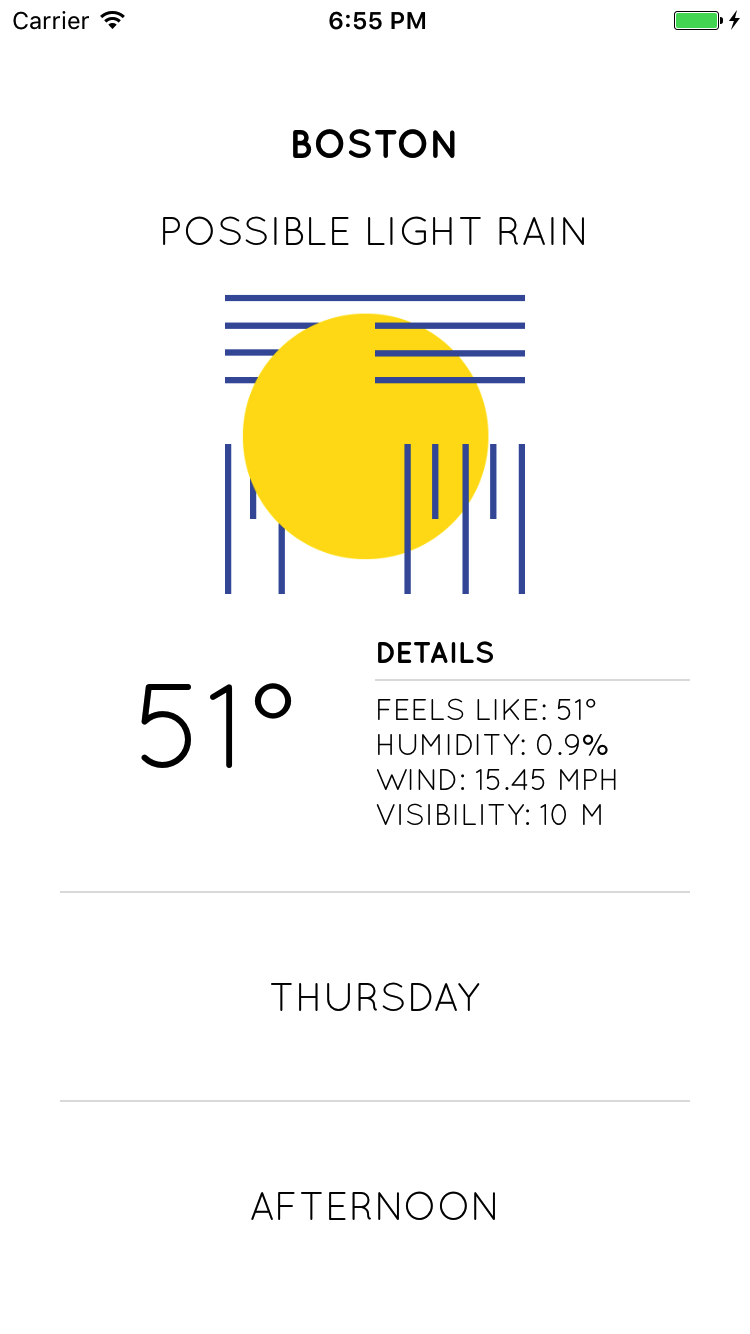 Carrier 6:55 PM
BOSTON
POSSIBLE LIGHT RAIN
51°
DETAILS
FEELS LIKE: 51°
HUMIDITY: 0.9%
WIND: 15.45 MPH
VISIBILITY: 10 M
THURSDAY
AFTERNOON